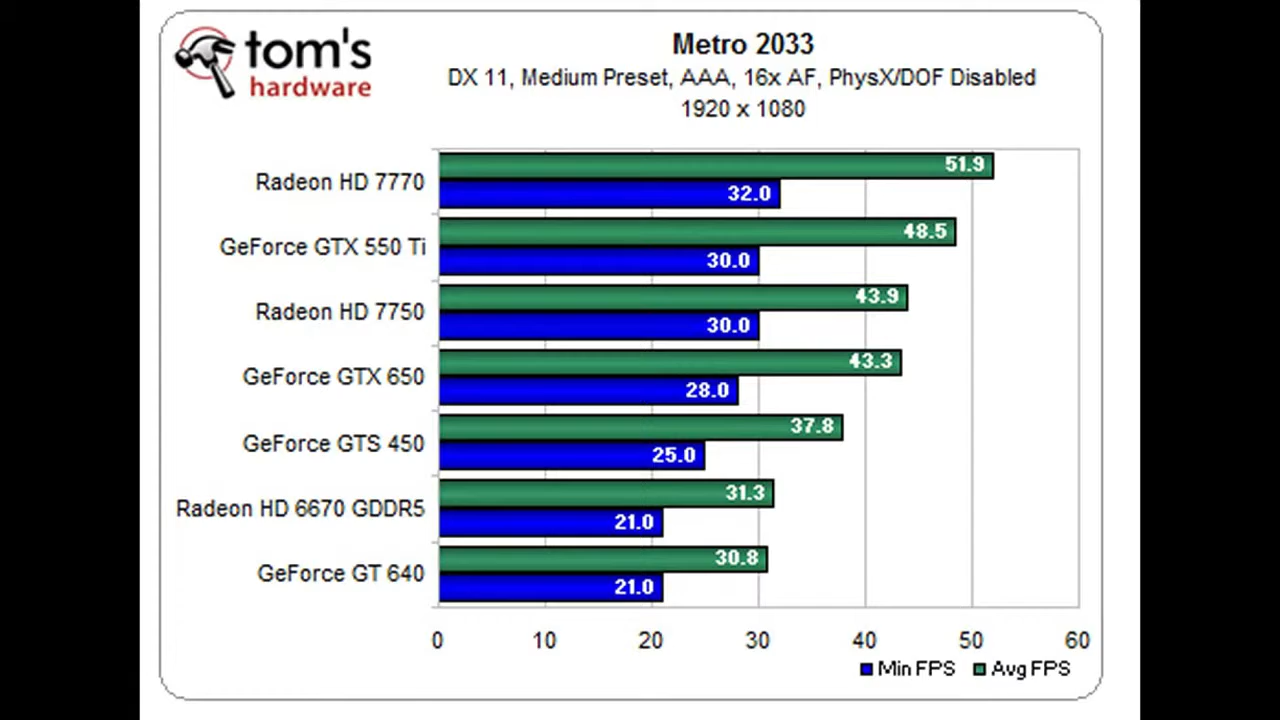 tom's
hardware
Metro 2033
DX 11, Medium Preset, AAA, 16x AF, PhysX/DOF Disabled
1920 x 1080
Radeon HD 7770
51.9
32.0
GeForce GTX 550 Ti
48.5
30.0
Radeon HD 7750
43.9
30.0
GeForce GTX 650
43.3
28.0
GeForce GTS 450
37.8
25.0
Radeon HD 6670 GDDR5
31.3
21.0
GeForce GT 640
30.8
21.0
0 10 20 30 40 50 60
Min FPS Avg FPS